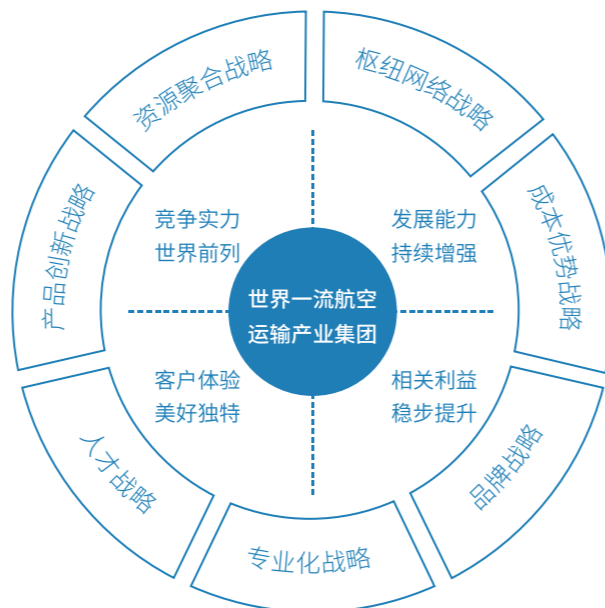 资源聚合战略
枢纽网络战略
产品创新战略
成本优势战略
竞争实力
世界前列
发展能力
持续增强
世界一流航空
运输产业集团
客户体验
美好独特
相关利益
稳步提升
人才战略
品牌战略
专业化战略